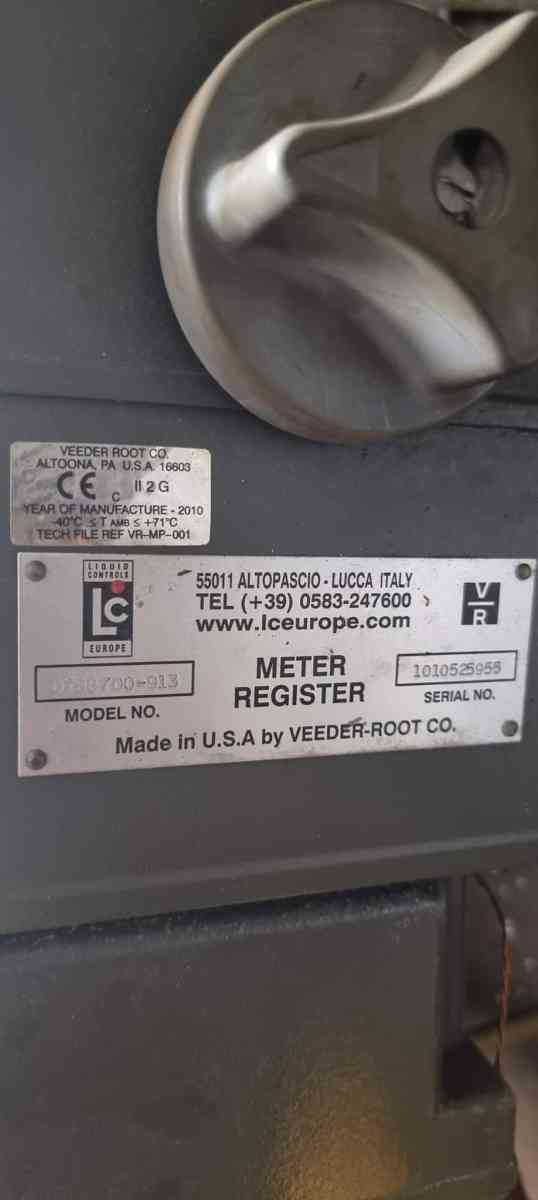 VEEDER ROOT CO.
ALTOONA, PA U.S.A. 16603
CE C II 2 G
YEAR OF MANUFACTURE - 2010
-40°C ≤ T AMB ≤ +71°C
TECH FILE REF VR-MP-001
LIQUID
CONTROLS
LC
EUROPE
55011 ALTOPASCIO - LUCCA ITALY
TEL (+39) 0583-247600
www.lceurope.com
V
R
METER
REGISTER
MODEL NO.
1010525955
SERIAL NO.
Made in U.S.A by VEEDER-ROOT CO.